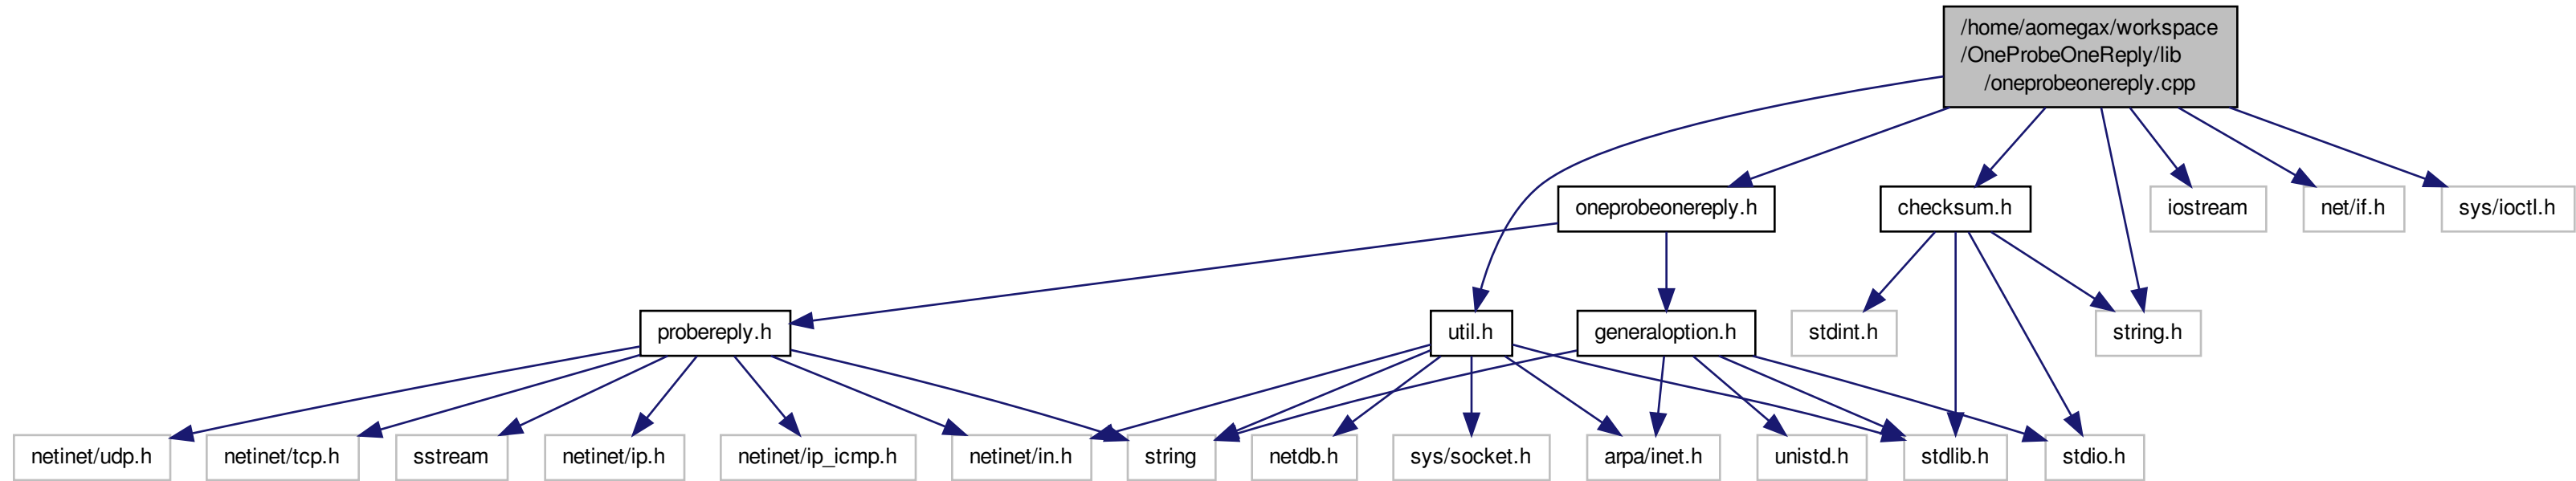 /home/aomegax/workspace
/OneProbeOneReply/lib
/oneprobeonereply.cpp
oneprobeonereply.h
checksum.h
iostream
net/if.h
sys/ioctl.h
probereply.h
util.h
generaloption.h
stdint.h
string.h
netinet/udp.h
netinet/tcp.h
sstream
netinet/ip.h
netinet/ip_icmp.h
netinet/in.h
string
netdb.h
sys/socket.h
arpa/inet.h
unistd.h
stdlib.h
stdio.h